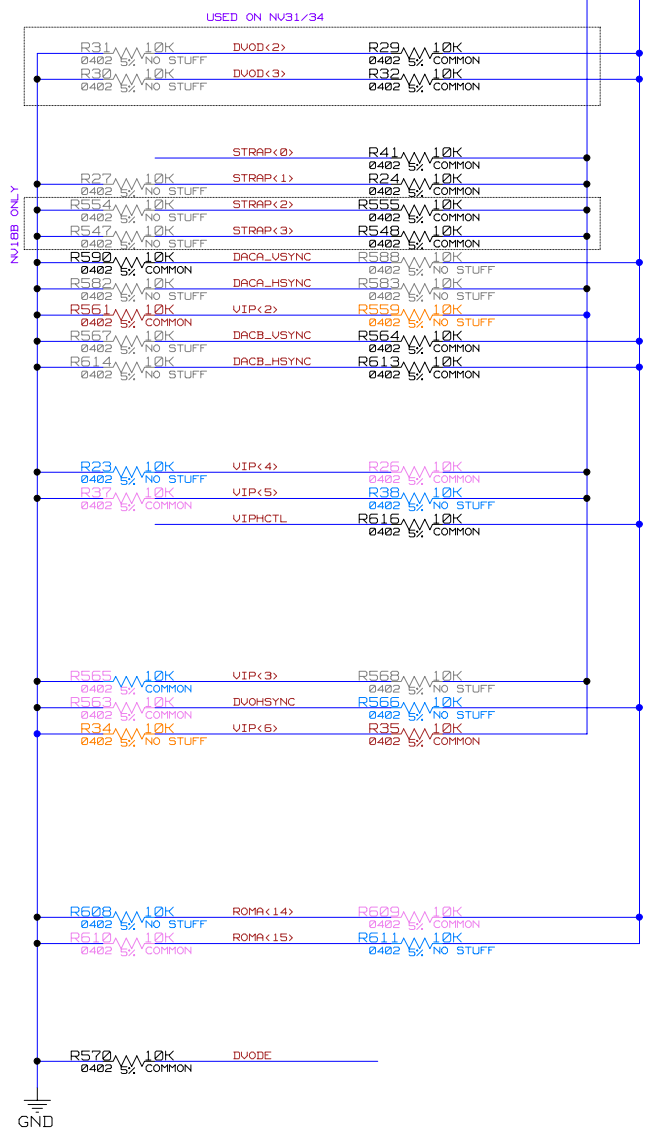 USED ON NV31/34
R31 10K DVOD<2> R29 10K
0402 5% NO STUFF 0402 5% COMMON
R30 10K DVOD<3> R32 10K
0402 5% NO STUFF 0402 5% COMMON
STRAP<0> R41 10K
0402 5% COMMON
R27 10K STRAP<1> R24 10K
0402 5% NO STUFF 0402 5% COMMON
NV18B ONLY
R554 10K STRAP<2> R555 10K
0402 5% NO STUFF 0402 5% COMMON
R547 10K STRAP<3> R548 10K
0402 5% NO STUFF 0402 5% COMMON
R590 10K DACA_VSYNC R588 10K
0402 5% COMMON 0402 5% NO STUFF
R582 10K DACA_HSYNC R583 10K
0402 5% NO STUFF 0402 5% COMMON
R561 10K VIP<2> R559 10K
0402 5% COMMON 0402 5% NO STUFF
R567 10K DACB_VSYNC R564 10K
0402 5% NO STUFF 0402 5% COMMON
R614 10K DACB_HSYNC R613 10K
0402 5% NO STUFF 0402 5% COMMON
R23 10K VIP<4> R26 10K
0402 5% NO STUFF 0402 5% COMMON
R37 10K VIP<5> R38 10K
0402 5% COMMON 0402 5% NO STUFF
VIPHCTL R616 10K
0402 5% COMMON
R565 10K VIP<3> R568 10K
0402 5% COMMON 0402 5% NO STUFF
R563 10K DVOHSYNC R566 10K
0402 5% COMMON 0402 5% NO STUFF
R34 10K VIP<6> R35 10K
0402 5% NO STUFF 0402 5% COMMON
R608 10K ROMA<14> R609 10K
0402 5% NO STUFF 0402 5% COMMON
R610 10K ROMA<15> R611 10K
0402 5% COMMON 0402 5% NO STUFF
R570 10K DVODE
0402 5% COMMON
GND